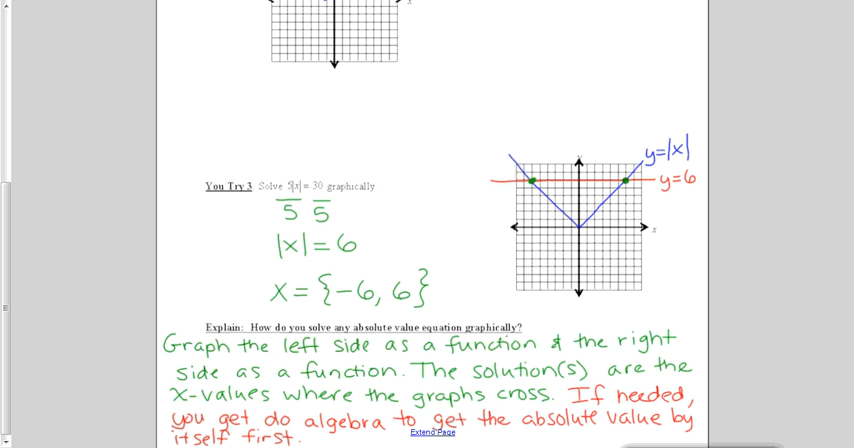 x
y=|x|
y=6
You Try 3 Solve 5|x| = 30 graphically
5 5
|x| = 6
x
x = {-6, 6}
Explain: How do you solve any absolute value equation graphically?
Graph the left side as a function & the right
side as a function. The solution(s) are the
x-values where the graphs cross. If needed,
you get do algebra to get the absolute value by
itself first.
Extend Page